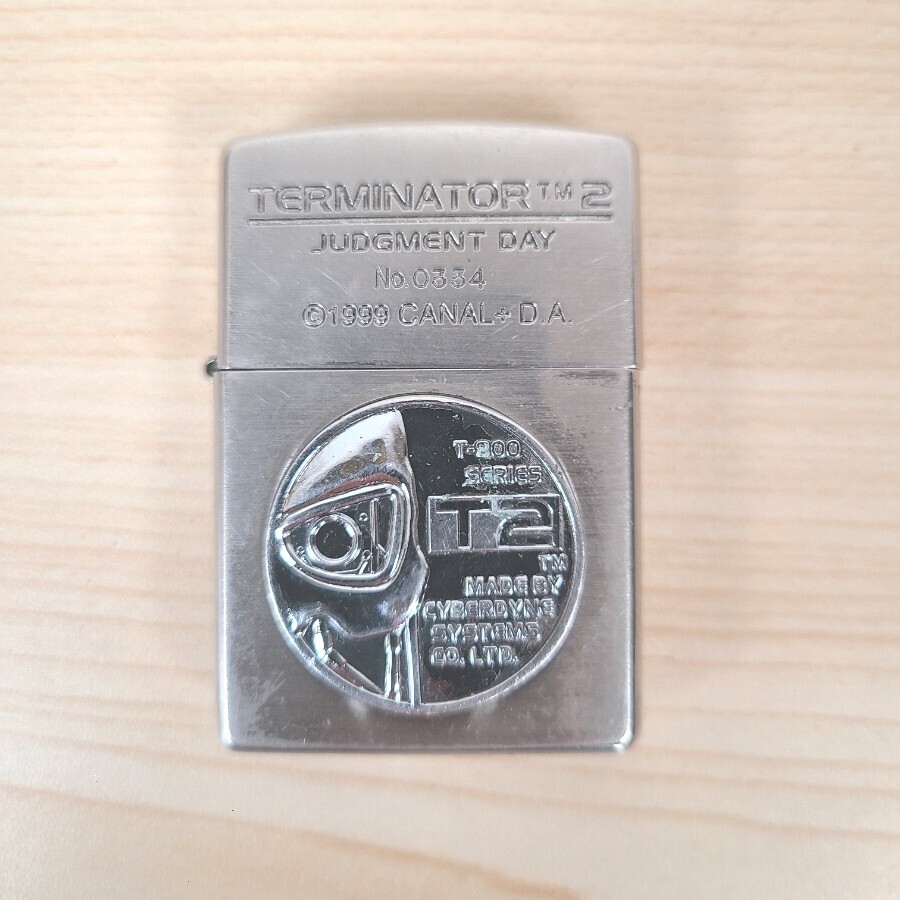 TERMINATOR™2
JUDGMENT DAY
No.0334
©1999 CANAL+ D.A.
T-800
SERIES
T2
™
MADE BY
CYBERDYNE
SYSTEMS
CO. LTD.